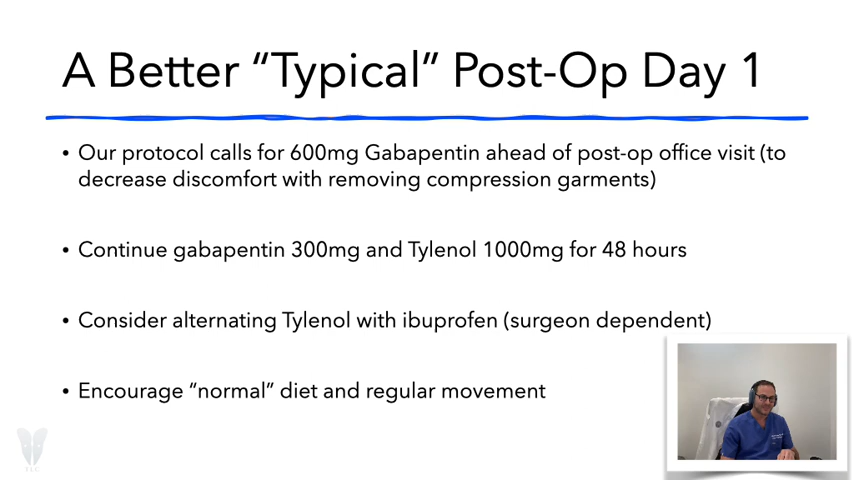 A Better “Typical” Post-Op Day 1
• Our protocol calls for 600mg Gabapentin ahead of post-op office visit (to
decrease discomfort with removing compression garments)
• Continue gabapentin 300mg and Tylenol 1000mg for 48 hours
• Consider alternating Tylenol with ibuprofen (surgeon dependent)
• Encourage “normal” diet and regular movement
TLC